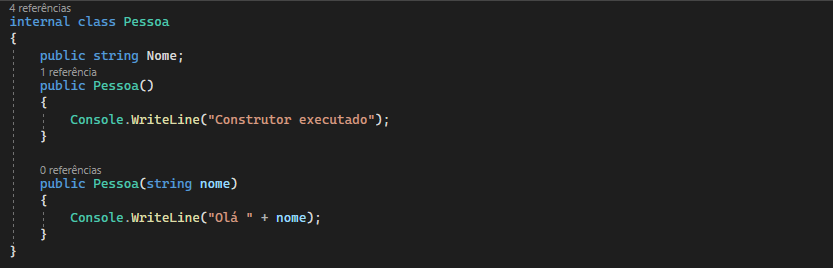 4 referências
internal class Pessoa
{
public string Nome;
1 referência
public Pessoa()
{
Console.WriteLine("Construtor executado");
}
0 referências
public Pessoa(string nome)
{
Console.WriteLine("Olá " + nome);
}
}